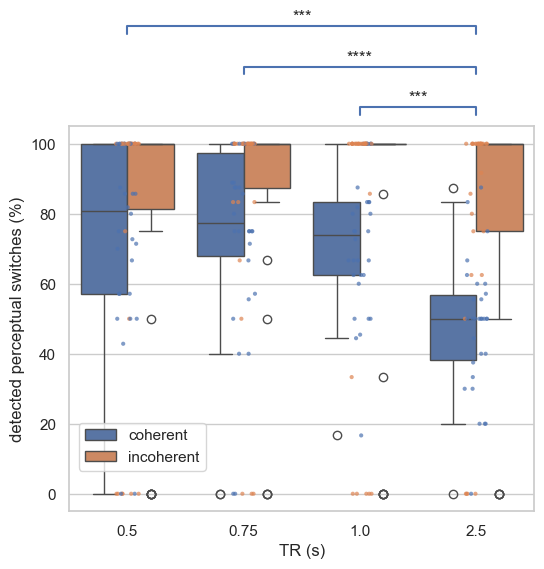 ***
****
***
detected perceptual switches (%)
100
80
60
40
20
0
coherent
incoherent
0.5 0.75 1.0 2.5
TR (s)